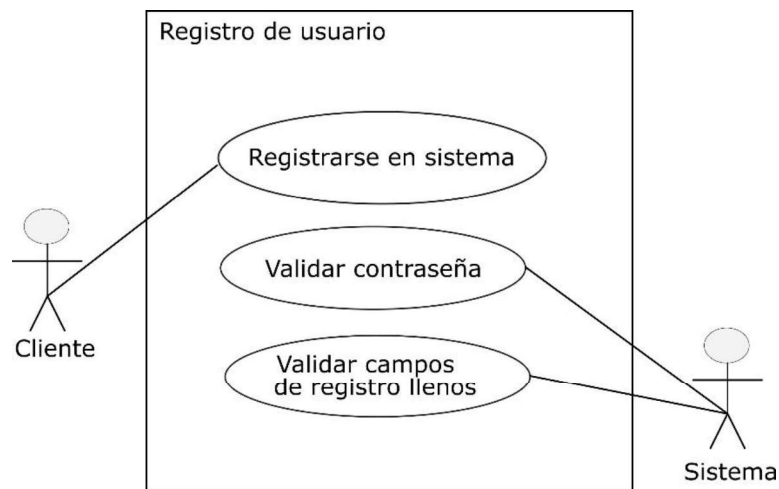 Registro de usuario
Registrarse en sistema
Validar contraseña
Cliente
Validar campos
de registro llenos
Sistema